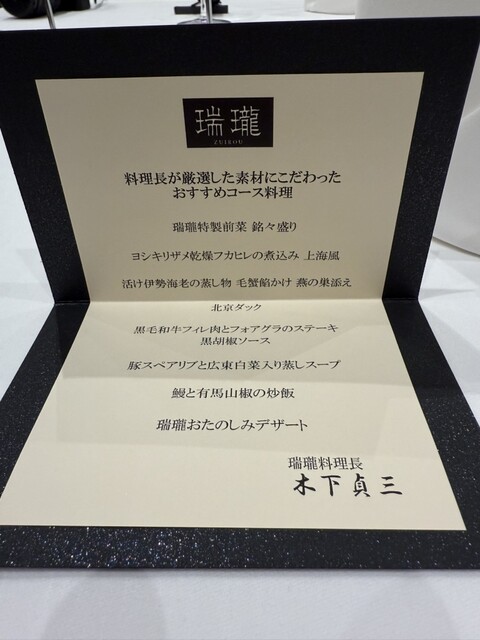 瑞瓏
ZUIROU
料理長が厳選した素材にこだわった
おすすめコース料理
瑞瓏特製前菜 銘々盛り
ヨシキリザメ乾燥フカヒレの煮込み 上海風
活け伊勢海老の蒸し物 毛蟹餡かけ 燕の巣添え
北京ダック
黒毛和牛フィレ肉とフォアグラのステーキ
黒胡椒ソース
豚スペアリブと広東白菜入り蒸しスープ
鰻と有馬山椒の炒飯
瑞瓏おたのしみデザート
瑞瓏料理長
木下貞三